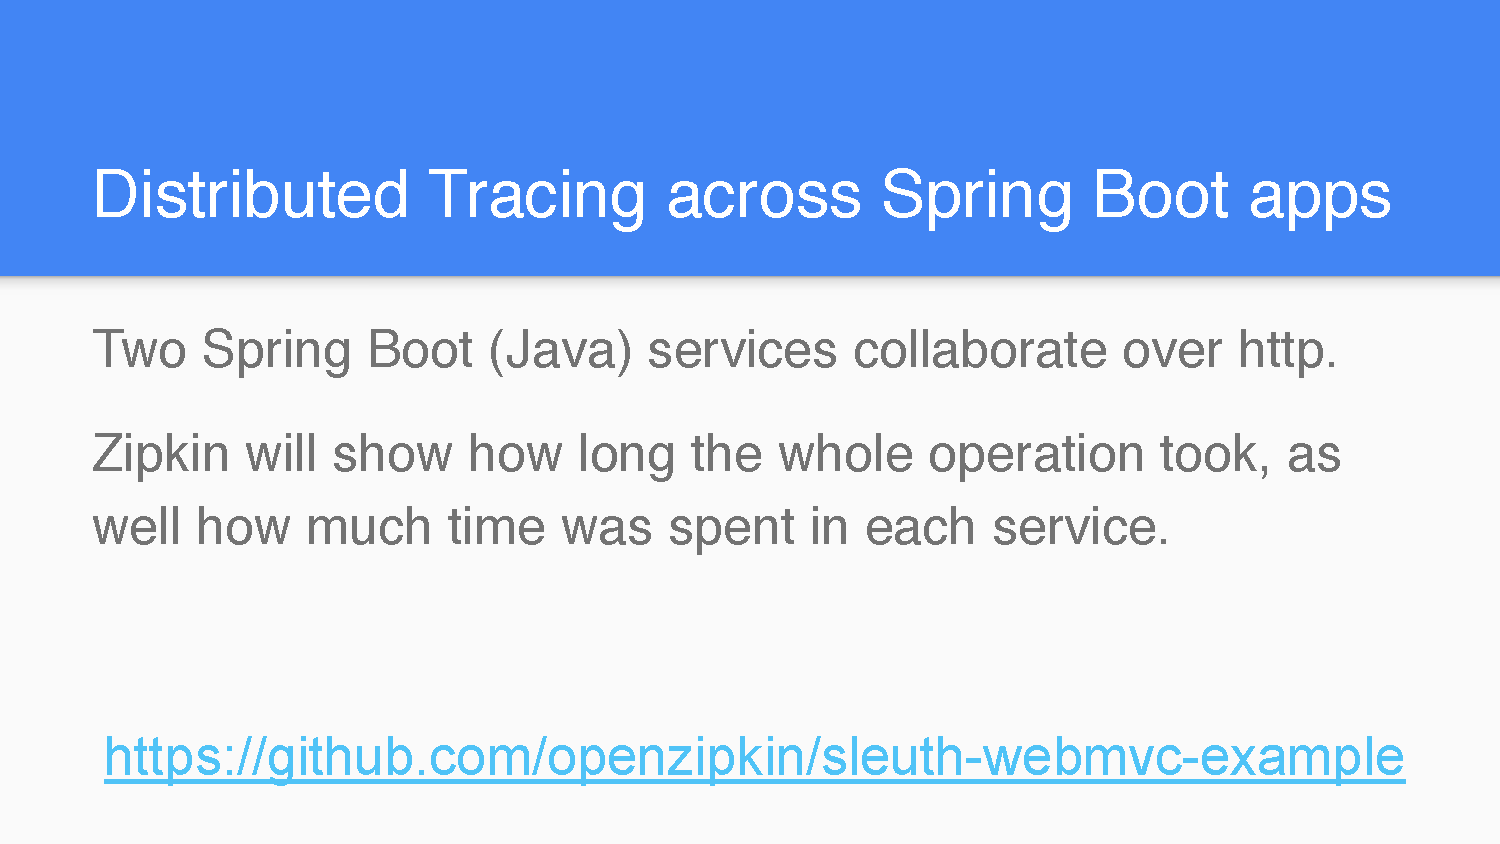 Distributed Tracing across Spring Boot apps
Two Spring Boot (Java) services collaborate over http.
Zipkin will show how long the whole operation took, as
well how much time was spent in each service.
https://github.com/openzipkin/sleuth-webmvc-example